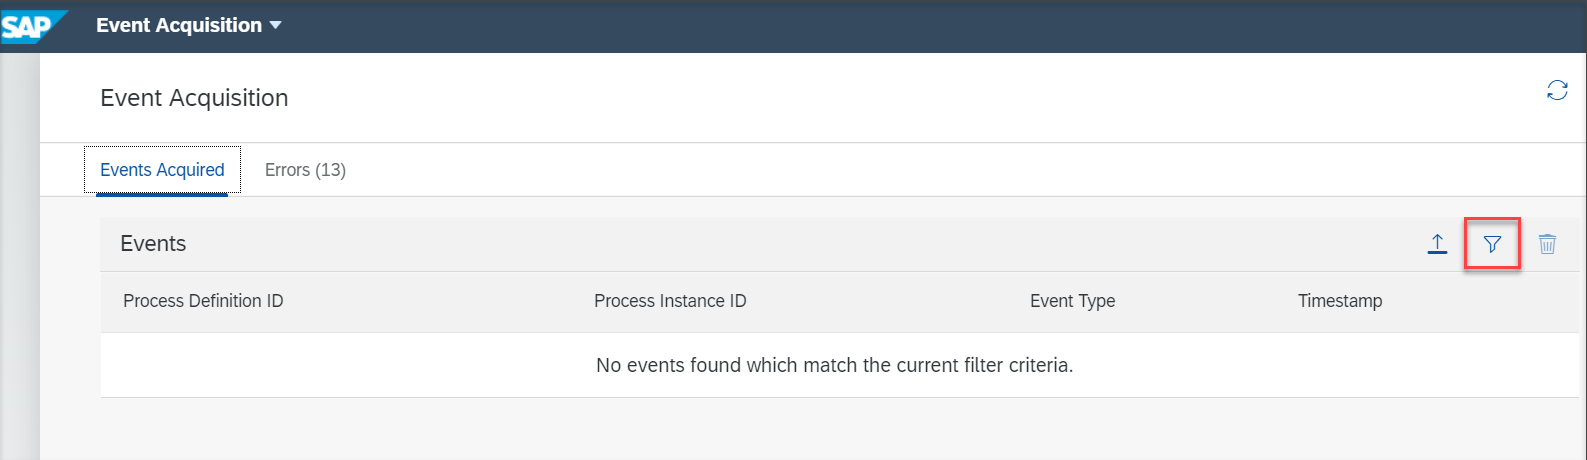 SAP Event Acquisition
Event Acquisition
Events Acquired Errors (13)
Events
Process Definition ID Process Instance ID Event Type Timestamp
No events found which match the current filter criteria.